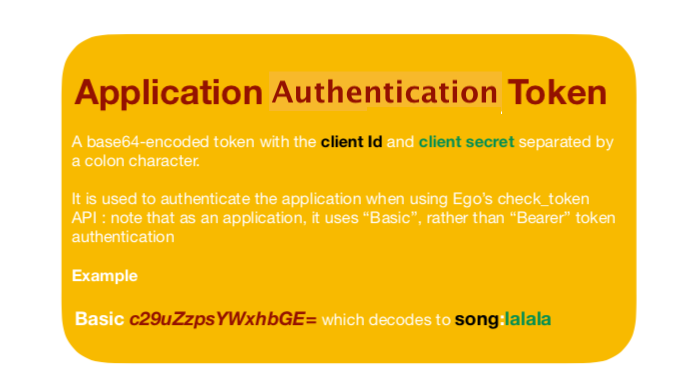 Application Authentication Token
A base64-encoded token with the client Id and client secret separated by
a colon character.
It is used to authenticate the application when using Ego's check_token
API : note that as an application, it uses “Basic”, rather than “Bearer” token
authentication
Example
Basic c29uZzpsYWxhbGE= which decodes to song:lalala